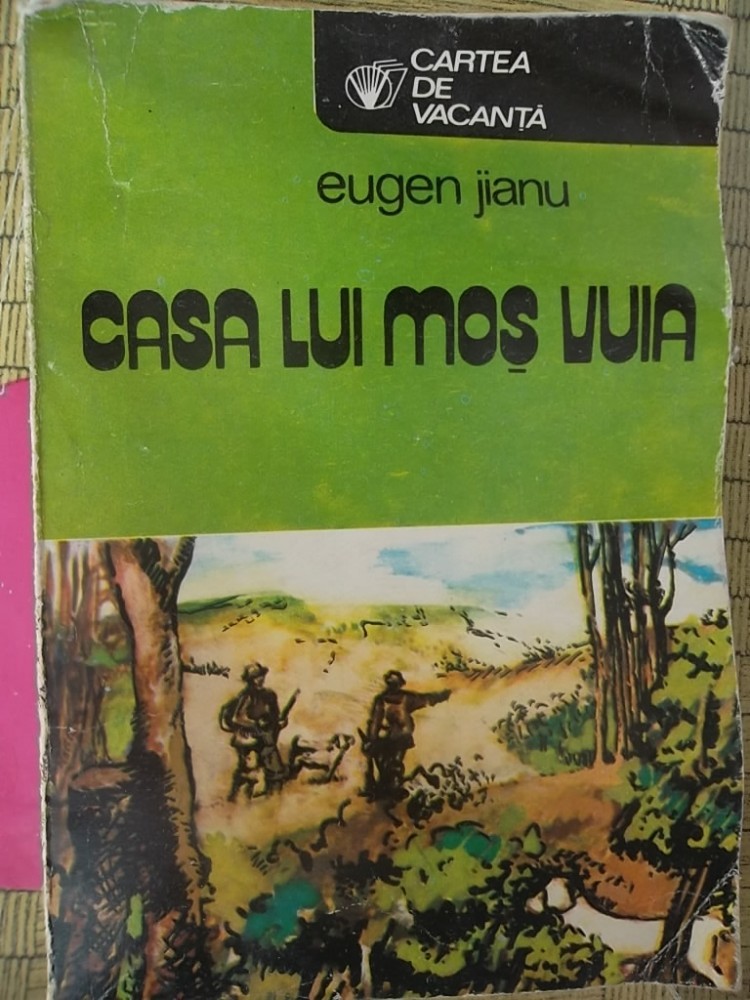 CARTEA
DE
VACANȚĂ
eugen jianu
CASA LUI MOȘ VUIA